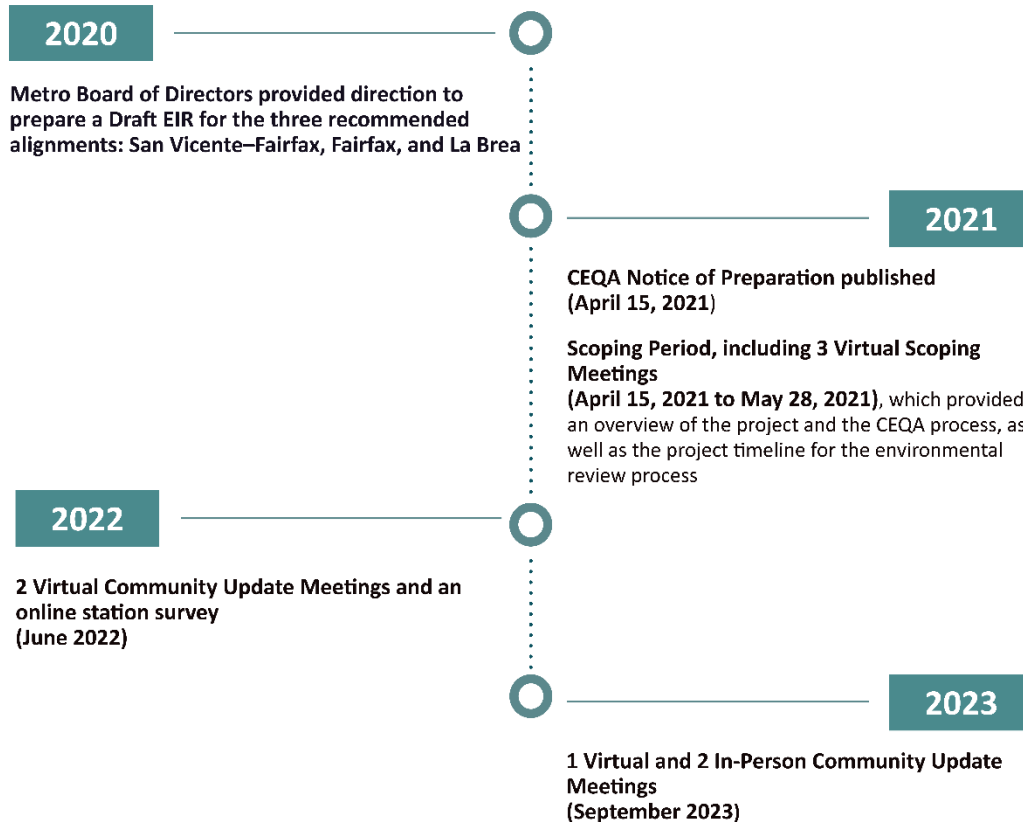 2020
Metro Board of Directors provided direction to
prepare a Draft EIR for the three recommended
alignments: San Vicente–Fairfax, Fairfax, and La Brea
2021
CEQA Notice of Preparation published
(April 15, 2021)
Scoping Period, including 3 Virtual Scoping
Meetings
(April 15, 2021 to May 28, 2021), which provided
an overview of the project and the CEQA process, as
well as the project timeline for the environmental
review process
2022
2 Virtual Community Update Meetings and an
online station survey
(June 2022)
2023
1 Virtual and 2 In-Person Community Update
Meetings
(September 2023)